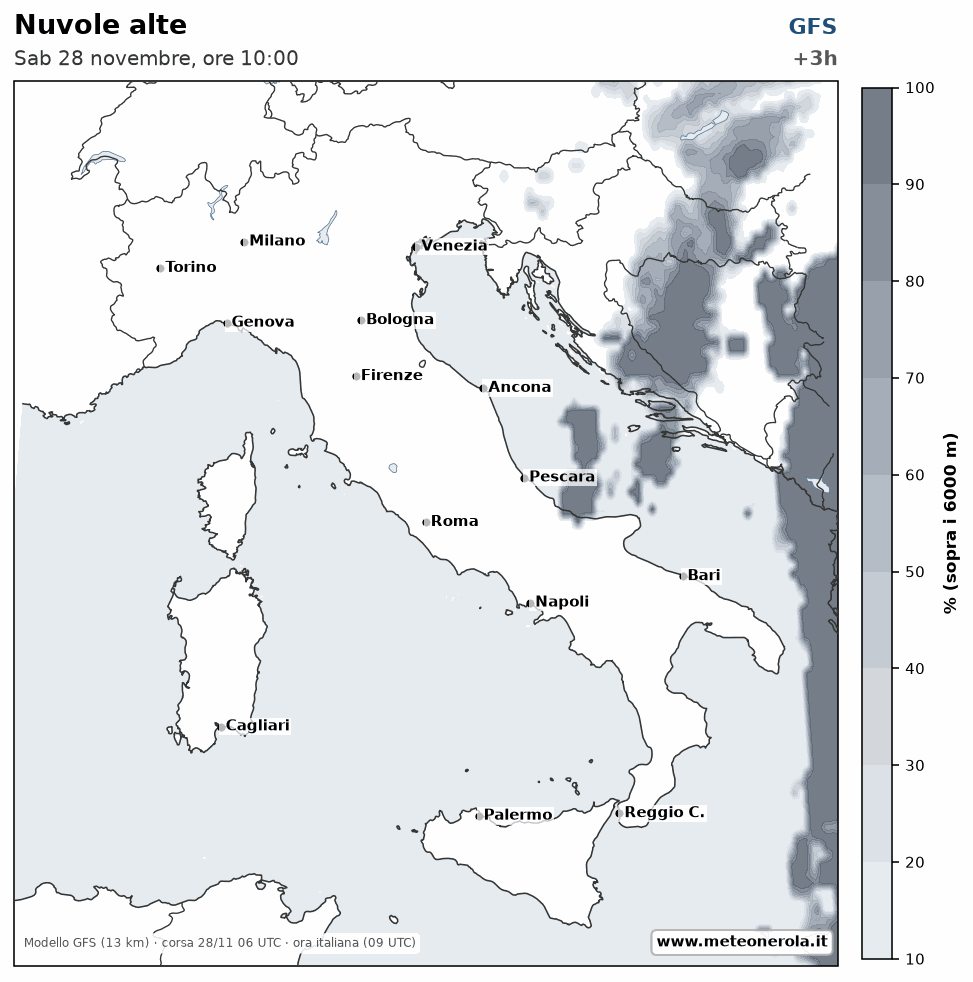 Nuvole alte
GFS
Sab 28 novembre, ore 10:00
+3h
100
90
80
70
60
50
40
30
20
10
% (sopra i 6000 m)
Milano
Venezia
Torino
Genova
Bologna
Firenze
Ancona
Pescara
Roma
Bari
Napoli
Cagliari
Palermo
Reggio C.
Modello GFS (13 km) · corsa 28/11 06 UTC · ora italiana (09 UTC)
www.meteonerola.it